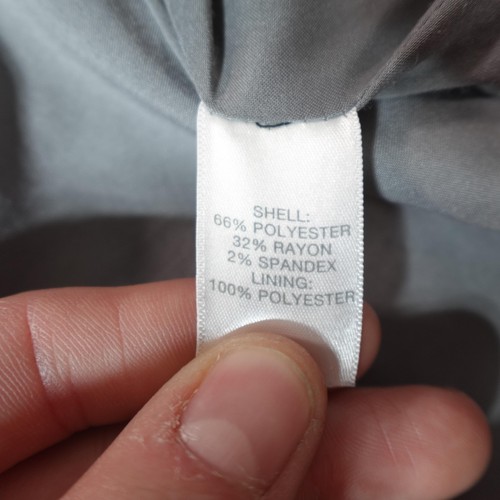 SHELL:
66% POLYESTER
32% RAYON
2% SPANDEX
LINING:
100% POLYESTER